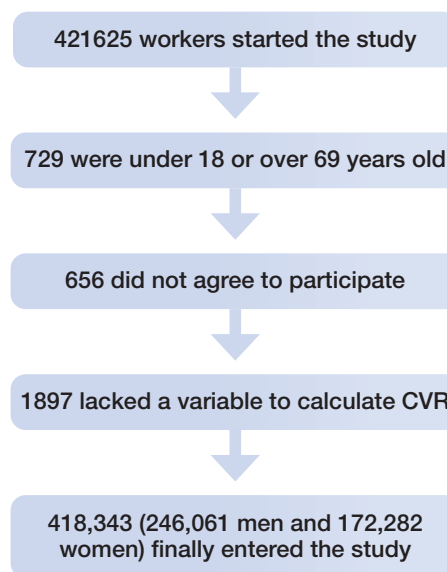 421625 workers started the study
729 were under 18 or over 69 years old
656 did not agree to participate
1897 lacked a variable to calculate CVR
418,343 (246,061 men and 172,282
women) finally entered the study